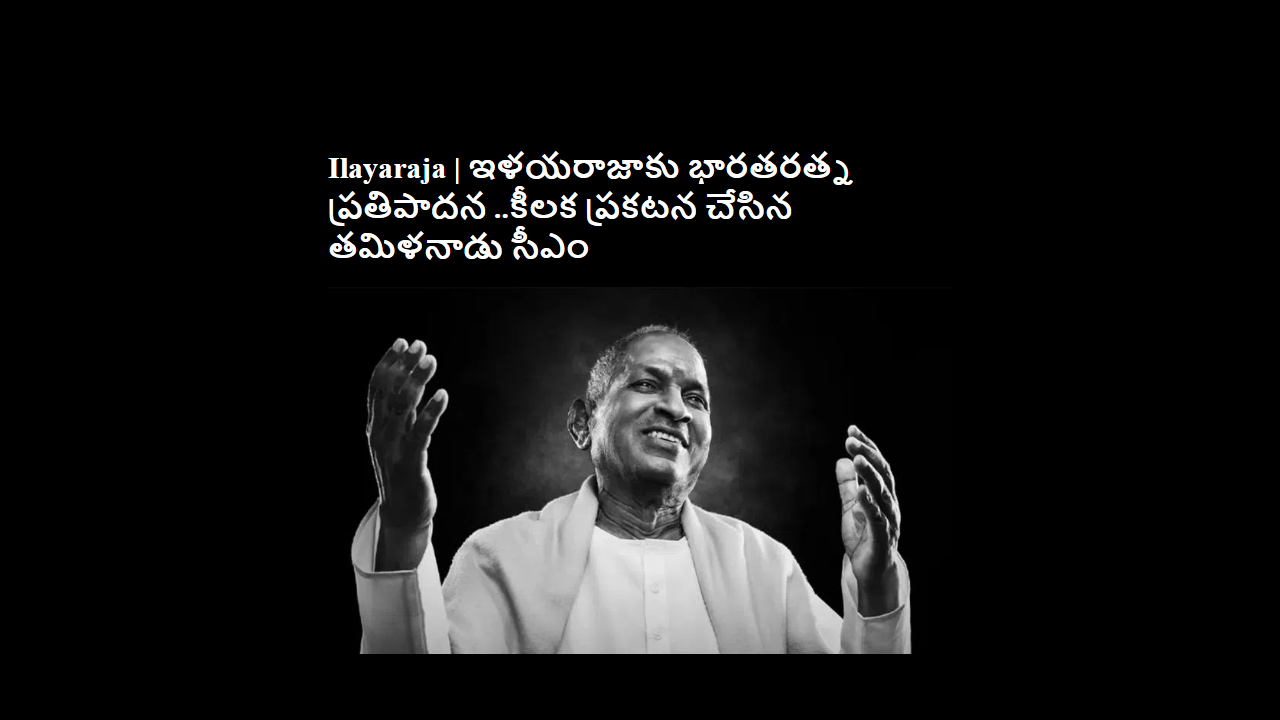 Ilayaraja | ఇళయరాజాకు భారతరత్న
ప్రతిపాదన ..కీలక ప్రకటన చేసిన
తమిళనాడు సీఎం